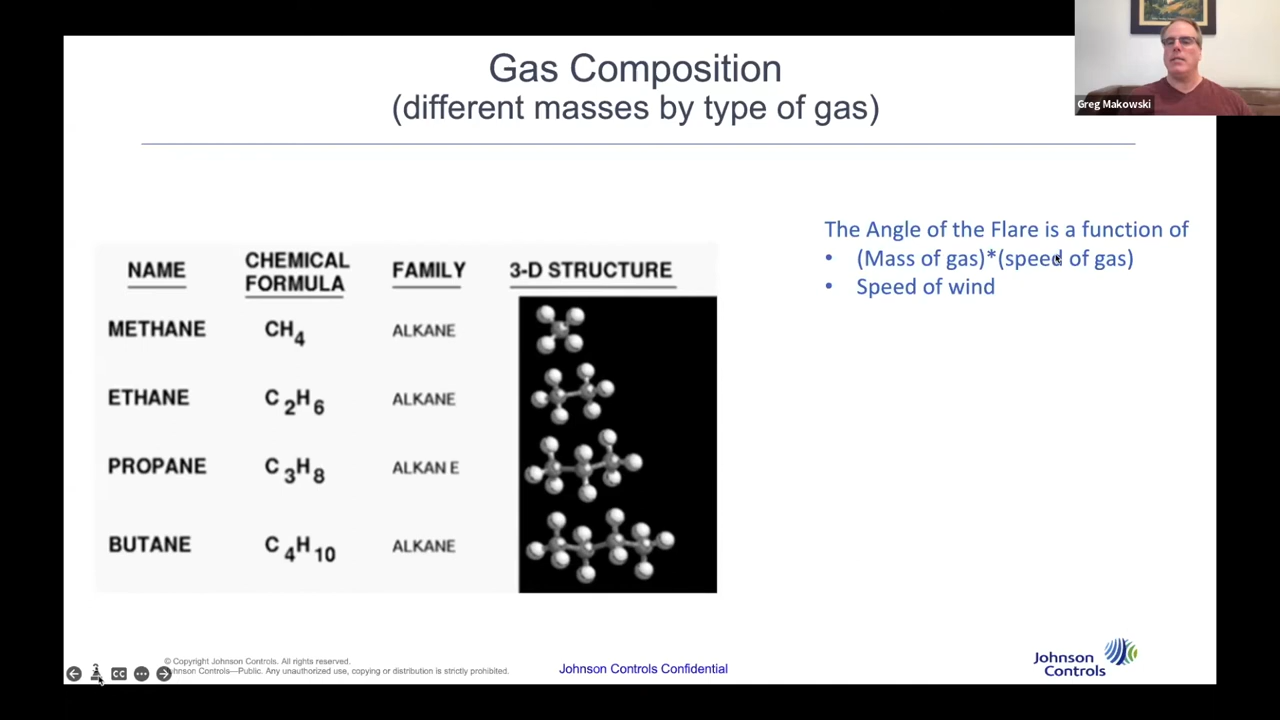 Gas Composition
(different masses by type of gas)
Greg Makowski
The Angle of the Flare is a function of
• (Mass of gas)*(speed of gas)
• Speed of wind
NAME CHEMICAL FORMULA FAMILY 3-D STRUCTURE
METHANE CH4 ALKANE
ETHANE C2H6 ALKANE
PROPANE C3H8 ALKAN E
BUTANE C4H10 ALKANE
© Copyright Johnson Controls. All rights reserved.
Johnson Controls—Public. Any unauthorized use, copying or distribution is strictly prohibited.
Johnson Controls Confidential
Johnson
Controls
CC